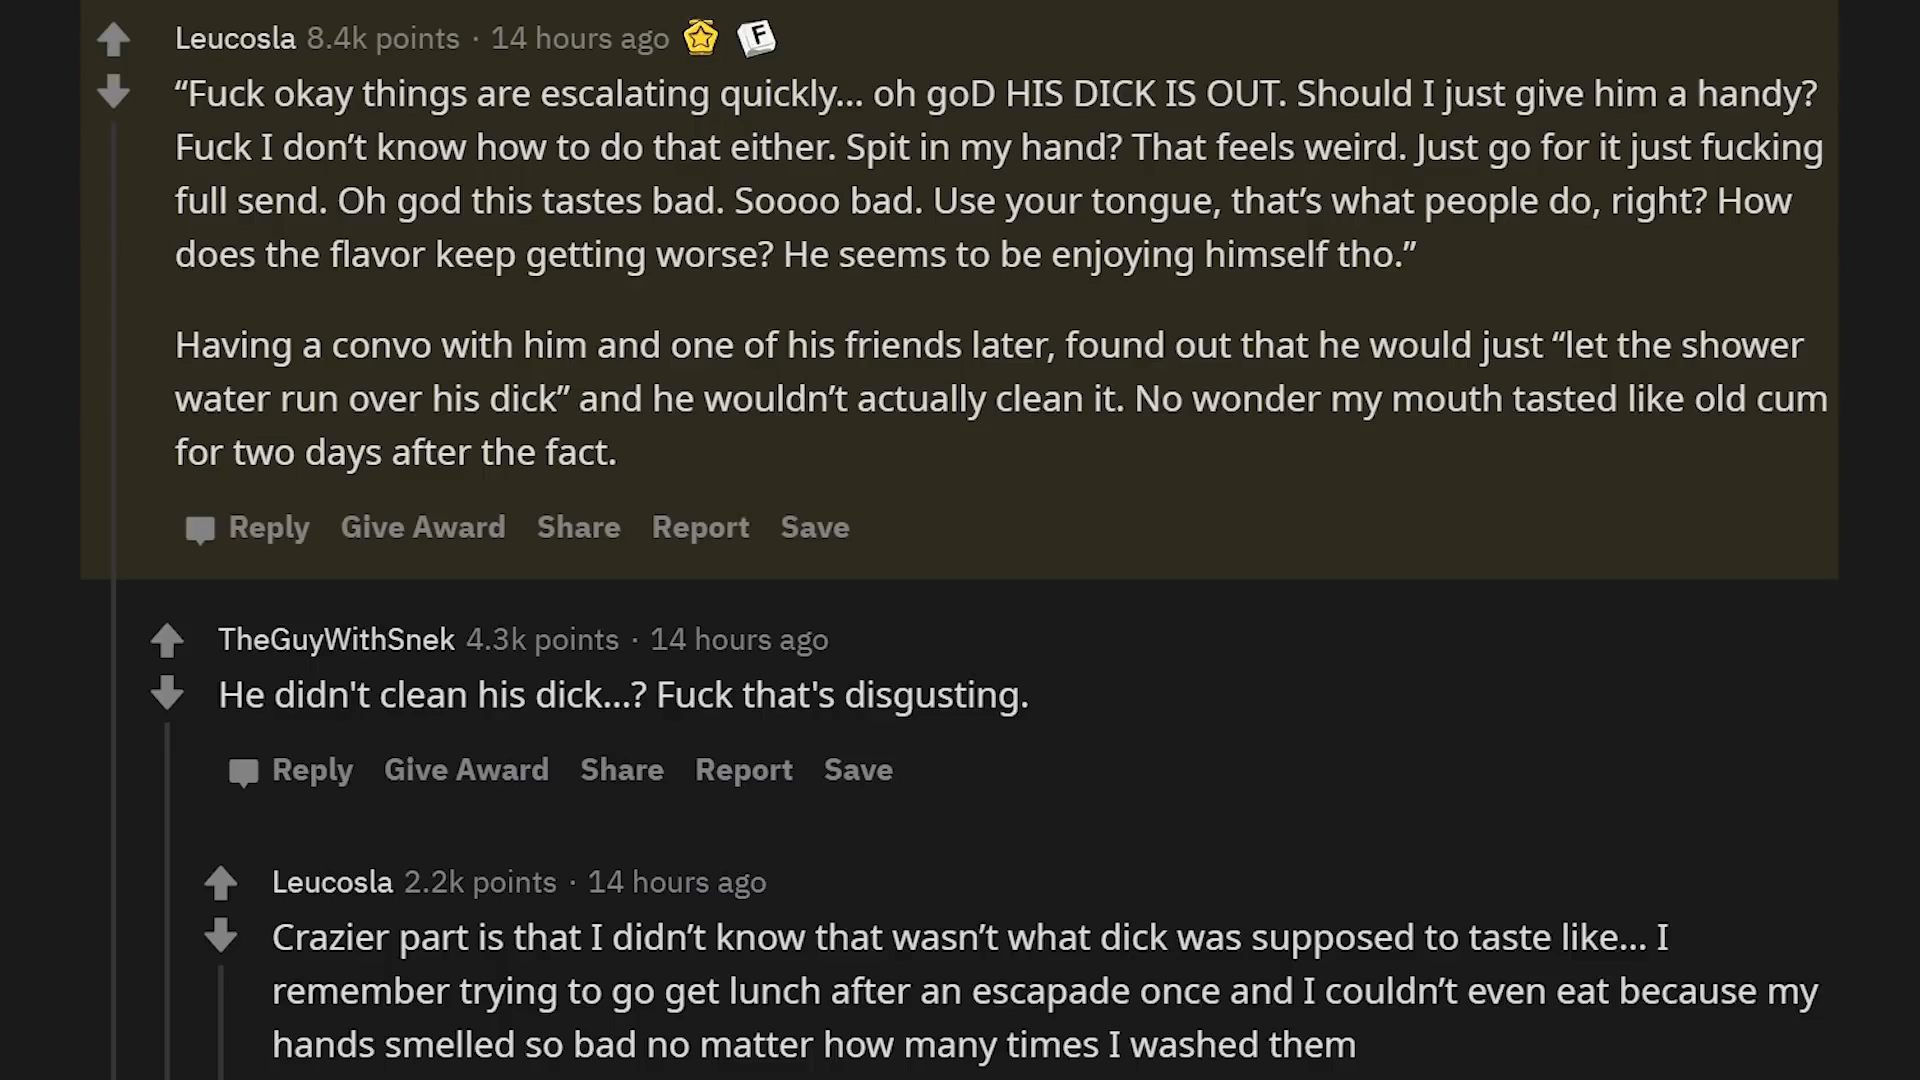 Leucosla 8.4k points · 14 hours ago F
“Fuck okay things are escalating quickly... oh goD HIS DICK IS OUT. Should I just give him a handy?
Fuck I don’t know how to do that either. Spit in my hand? That feels weird. Just go for it just fucking
full send. Oh god this tastes bad. Soooo bad. Use your tongue, that’s what people do, right? How
does the flavor keep getting worse? He seems to be enjoying himself tho.”
Having a convo with him and one of his friends later, found out that he would just “let the shower
water run over his dick” and he wouldn’t actually clean it. No wonder my mouth tasted like old cum
for two days after the fact.
Reply Give Award Share Report Save
TheGuyWithSnek 4.3k points · 14 hours ago
He didn't clean his dick...? Fuck that's disgusting.
Reply Give Award Share Report Save
Leucosla 2.2k points · 14 hours ago
Crazier part is that I didn’t know that wasn’t what dick was supposed to taste like... I
remember trying to go get lunch after an escapade once and I couldn’t even eat because my
hands smelled so bad no matter how many times I washed them